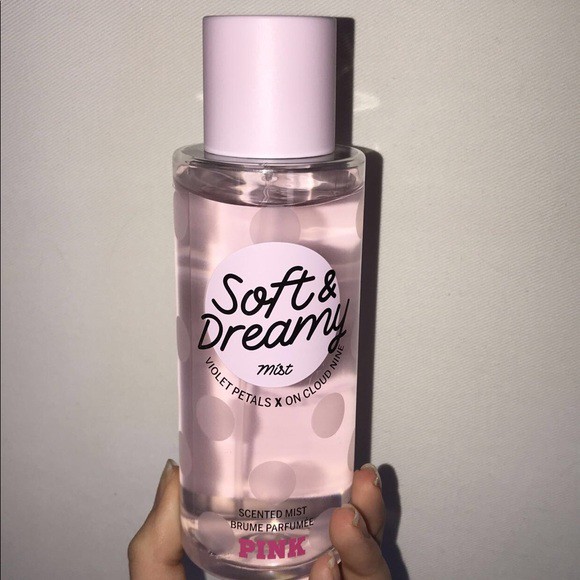 Soft &
Dreamy
mist
VIOLET PETALS X ON CLOUD NINE
SCENTED MIST
BRUME PARFUMÉE
PINK